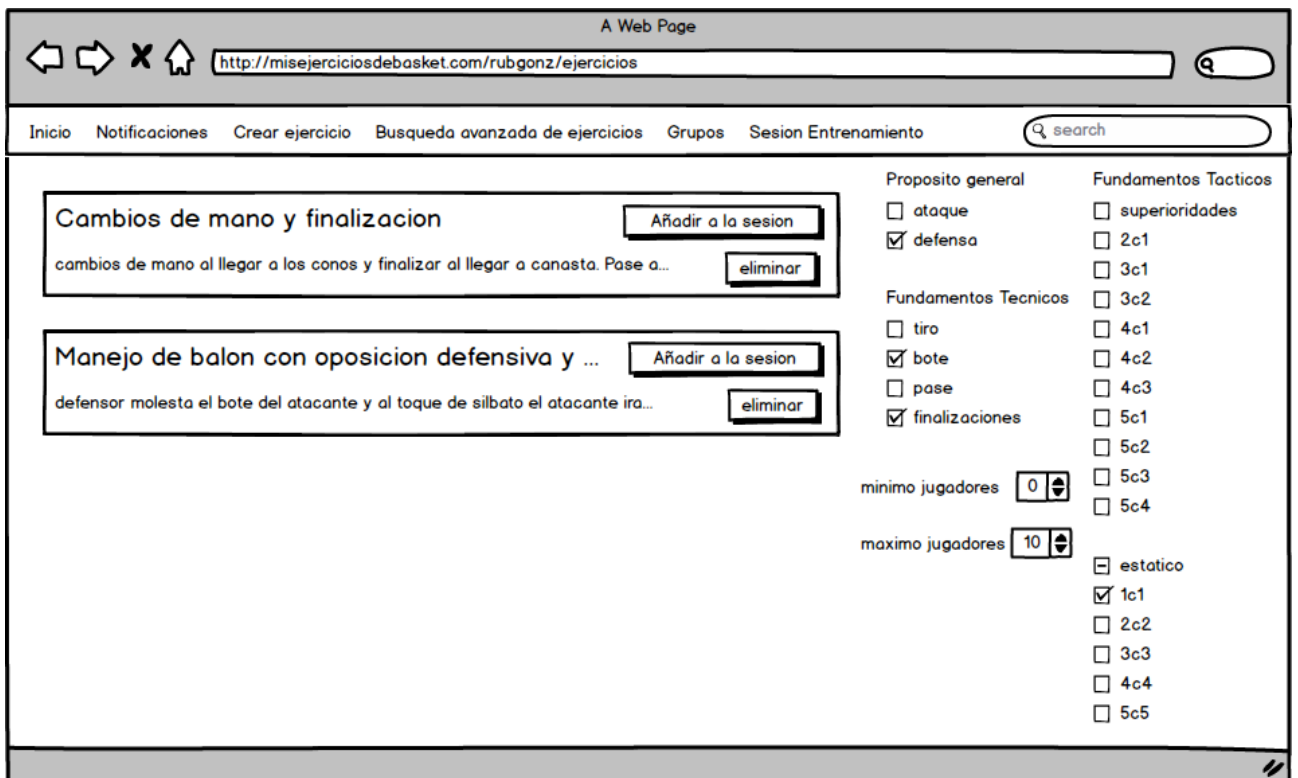 A Web Page
http://misejerciciosdebasket.com/rubgonz/ejercicios
Inicio Notificaciones Crear ejercicio Busqueda avanzada de ejercicios Grupos Sesion Entrenamiento search
Cambios de mano y finalizacion
Añadir a la sesion
cambios de mano al llegar a los conos y finalizar al llegar a canasta. Pase a...
eliminar
Manejo de balon con oposicion defensiva y ...
Añadir a la sesion
defensor molesta el bote del atacante y al toque de silbato el atacante ira...
eliminar
Proposito general
ataque
defensa
Fundamentos Tecnicos
tiro
bote
pase
finalizaciones
minimo jugadores 0
maximo jugadores 10
Fundamentos Tacticos
superioridades
2c1
3c1
3c2
4c1
4c2
4c3
5c1
5c2
5c3
5c4
estatico
1c1
2c2
3c3
4c4
5c5